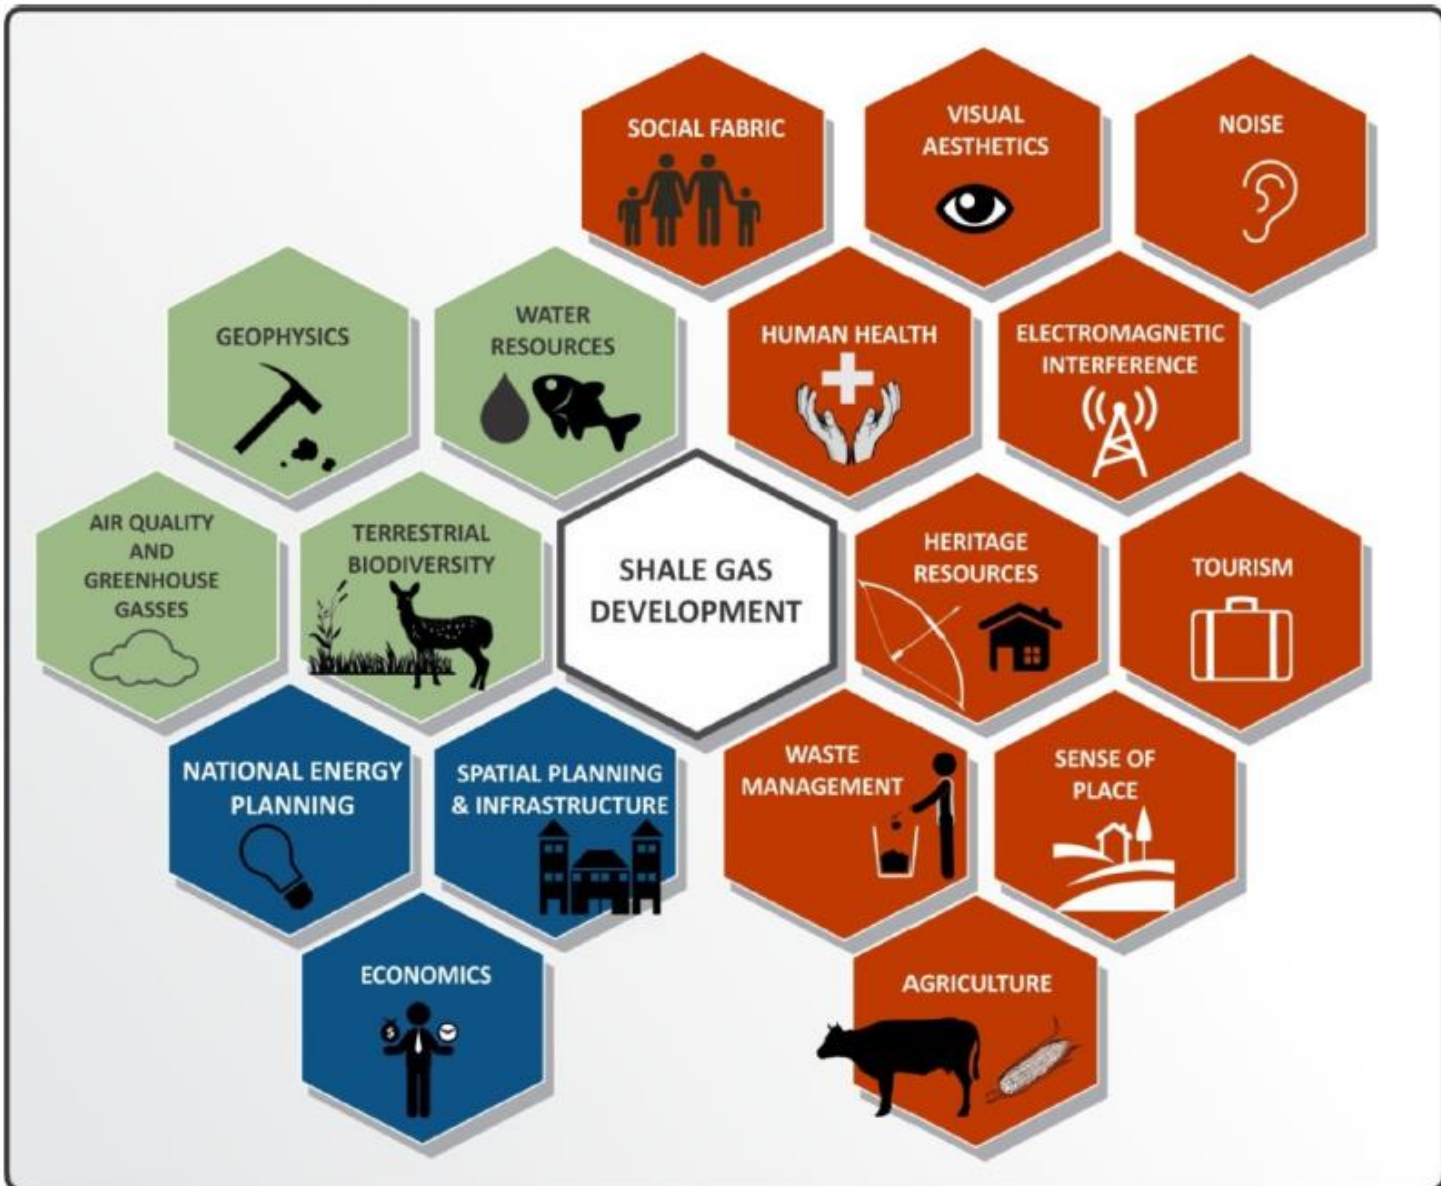 SOCIAL FABRIC
VISUAL
AESTHETICS
NOISE
GEOPHYSICS
WATER
RESOURCES
HUMAN HEALTH
ELECTROMAGNETIC
INTERFERENCE
AIR QUALITY
AND
GREENHOUSE
GASSES
TERRESTRIAL
BIODIVERSITY
SHALE GAS
DEVELOPMENT
HERITAGE
RESOURCES
TOURISM
NATIONAL ENERGY
PLANNING
SPATIAL PLANNING
& INFRASTRUCTURE
WASTE
MANAGEMENT
SENSE OF
PLACE
ECONOMICS
$
AGRICULTURE